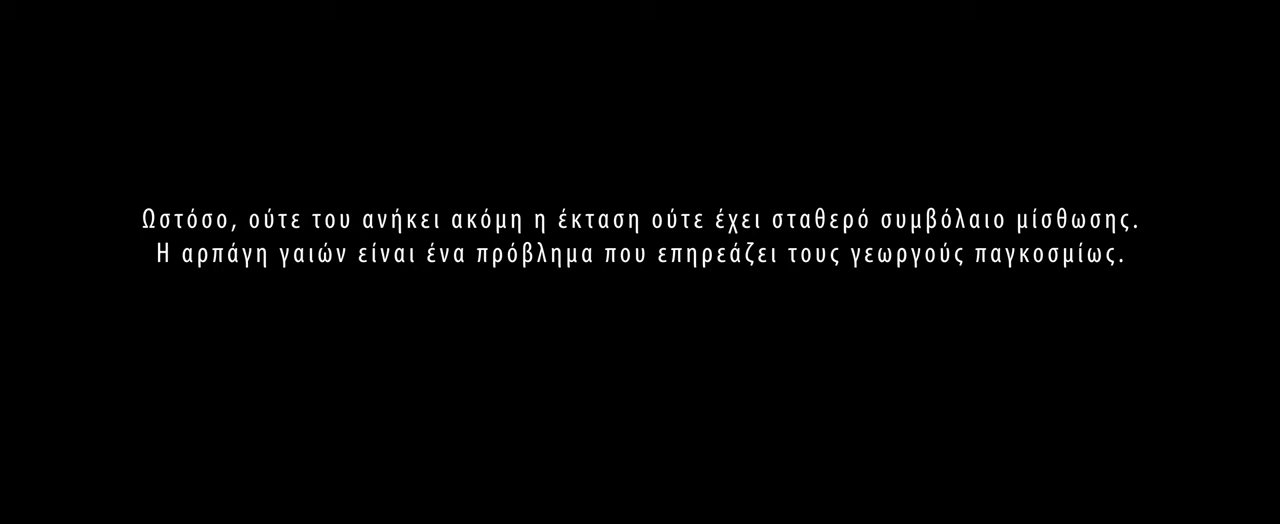 Ωστόσο, ούτε του ανήκει ακόμη η έκταση ούτε έχει σταθερό συμβόλαιο μίσθωσης.
Η αρπάγη γαιών είναι ένα πρόβλημα που επηρεάζει τους γεωργούς παγκοσμίως.